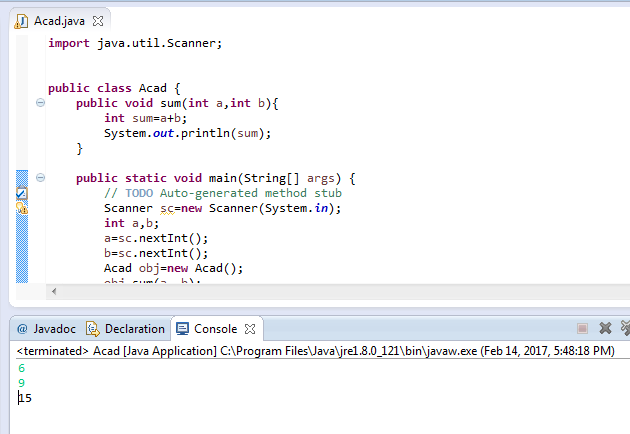 Acad.java
import java.util.Scanner;
public class Acad {
public void sum(int a,int b){
int sum=a+b;
System.out.println(sum);
}
public static void main(String[] args) {
// TODO Auto-generated method stub
Scanner sc=new Scanner(System.in);
int a,b;
a=sc.nextInt();
b=sc.nextInt();
Acad obj=new Acad();
obj.sum(a, b);
@ Javadoc Declaration Console
<terminated> Acad [Java Application] C:\Program Files\Java\jre1.8.0_121\bin\javaw.exe (Feb 14, 2017, 5:48:18 PM)
6
9
15